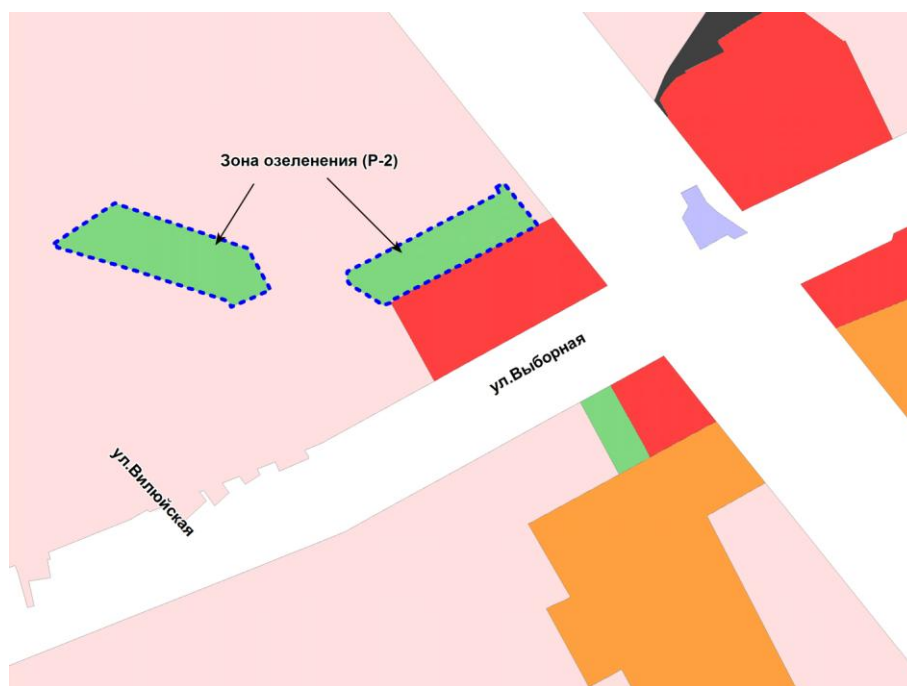 Зона озеленения (Р-2)
ул.Выборная
ул.Вилюйская